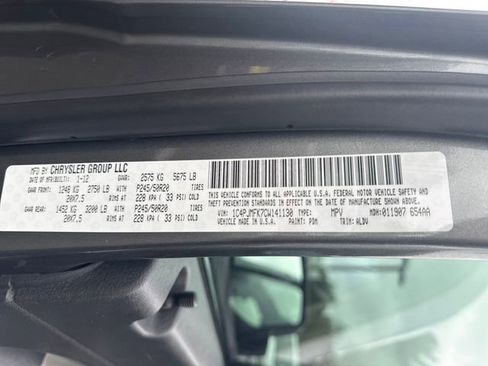 MFD BY CHRYSLER GROUP LLC
DATE OF MFR(BUILT): 1-12 GVWR: 2575 KG 5675 LB
GAWR FRONT: 1248 KG 2750 LB WITH P245/50R20 TIRES
20X7.5 RIMS AT 228 KPA ( 33 PSI) COLD
GAWR REAR: 1452 KG 3200 LB WITH P245/50R20 TIRES
20X7.5 RIMS AT 228 KPA ( 33 PSI) COLD
THIS VEHICLE CONFORMS TO ALL APPLICABLE U.S.A. FEDERAL MOTOR VEHICLE SAFETY AND
THEFT PREVENTION STANDARDS IN EFFECT ON THE DATE OF MANUFACTURE SHOWN ABOVE.
VIN: 1C4PJMFK7CW141130 TYPE: MPV MDH:011907 654AA
PAINT: PDM TRIM: ALDV